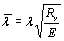 λ̄ = λ √(R_y / E)